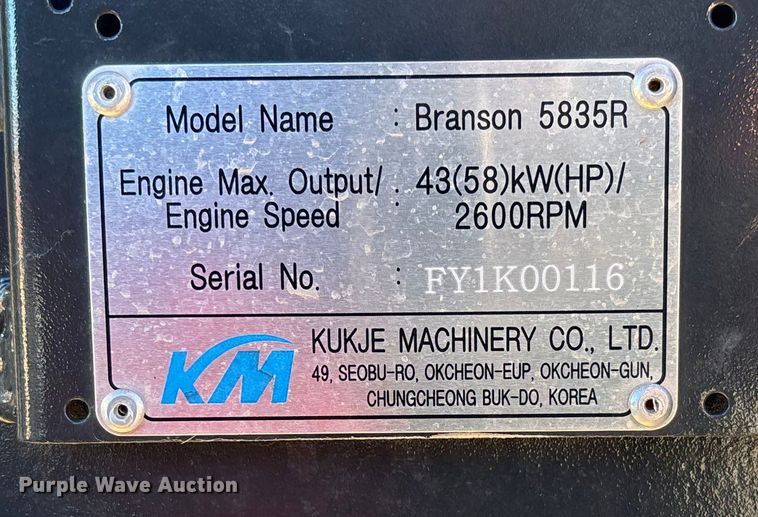 Model Name : Branson 5835R
Engine Max. Output/ . 43(58)kW(HP)/
Engine Speed 2600RPM
Serial No. : FY1K00116
KM KUKJE MACHINERY CO., LTD.
49, SEOBU-RO, OKCHEON-EUP, OKCHEON-GUN,
CHUNGCHEONG BUK-DO, KOREA
Purple Wave Auction